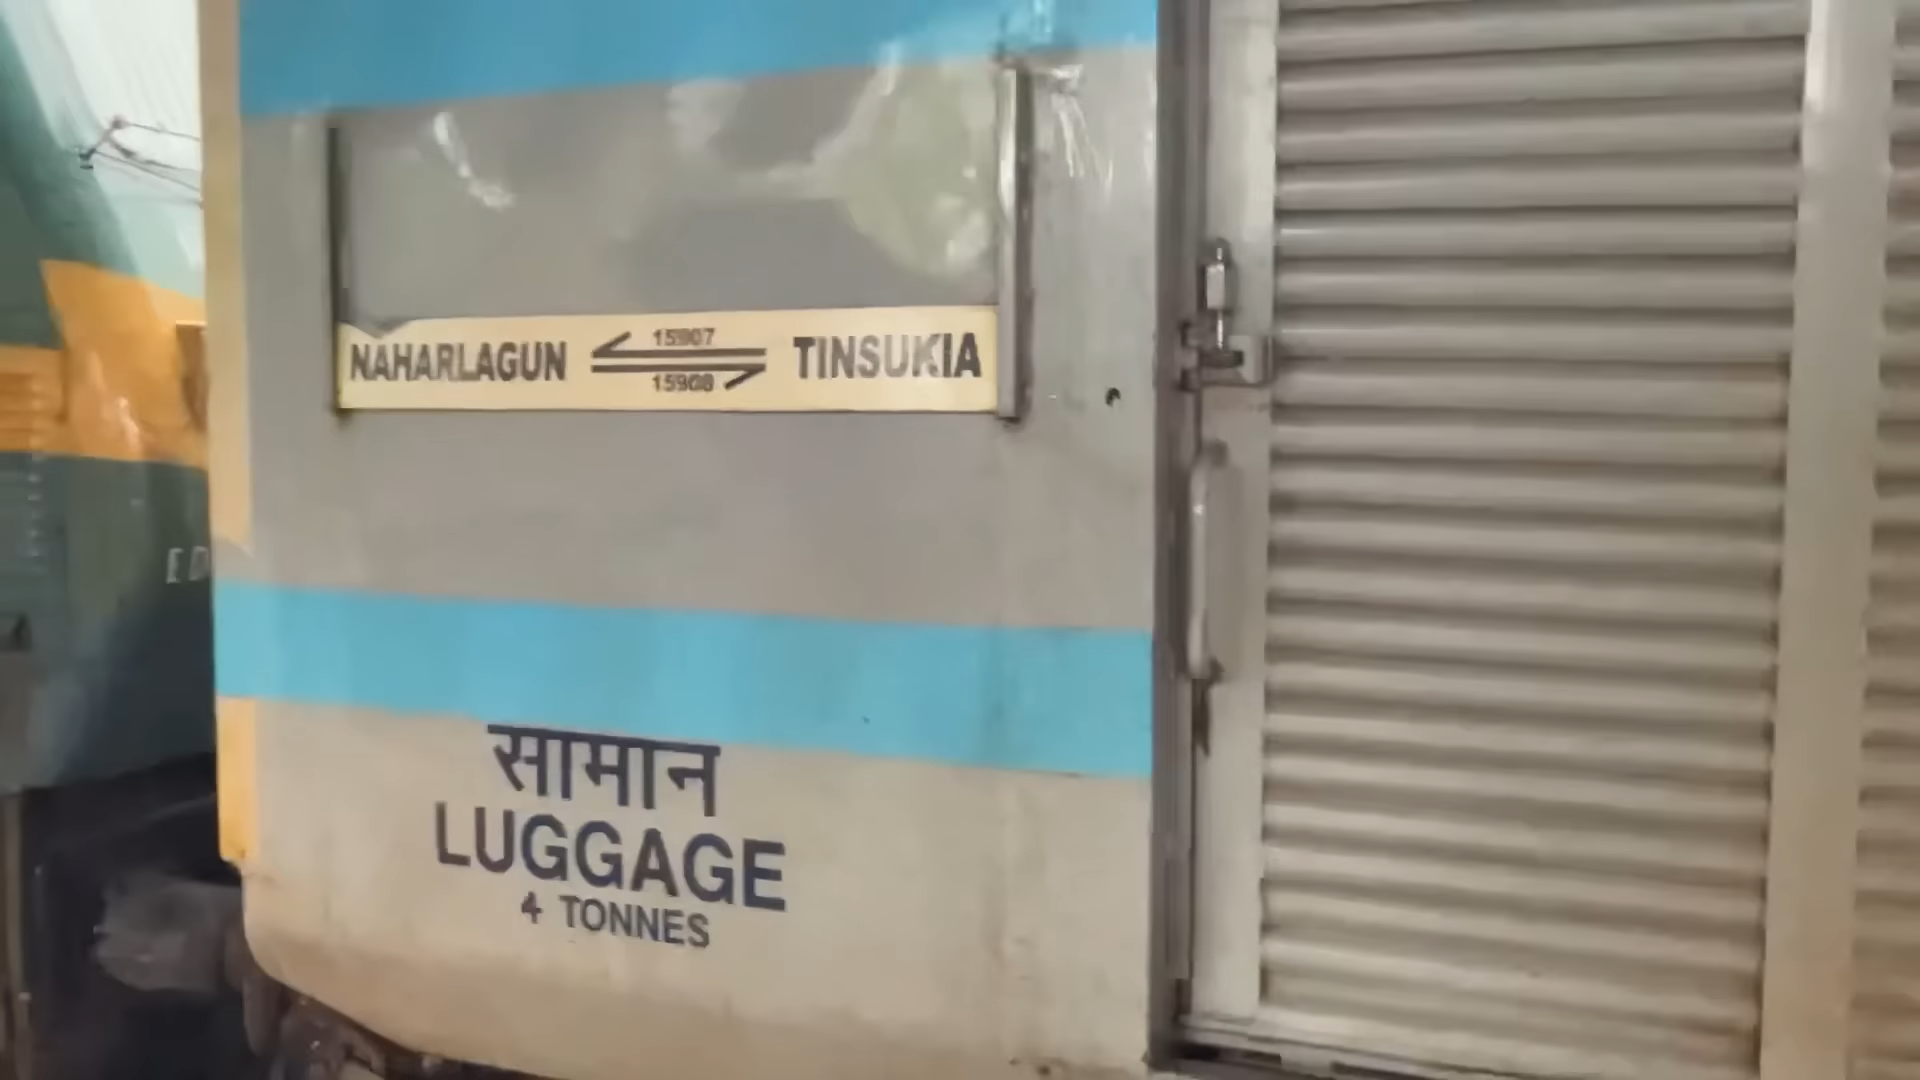 NAHARLAGUN 15907 TINSUKIA
15908
सामान
LUGGAGE
4 TONNES